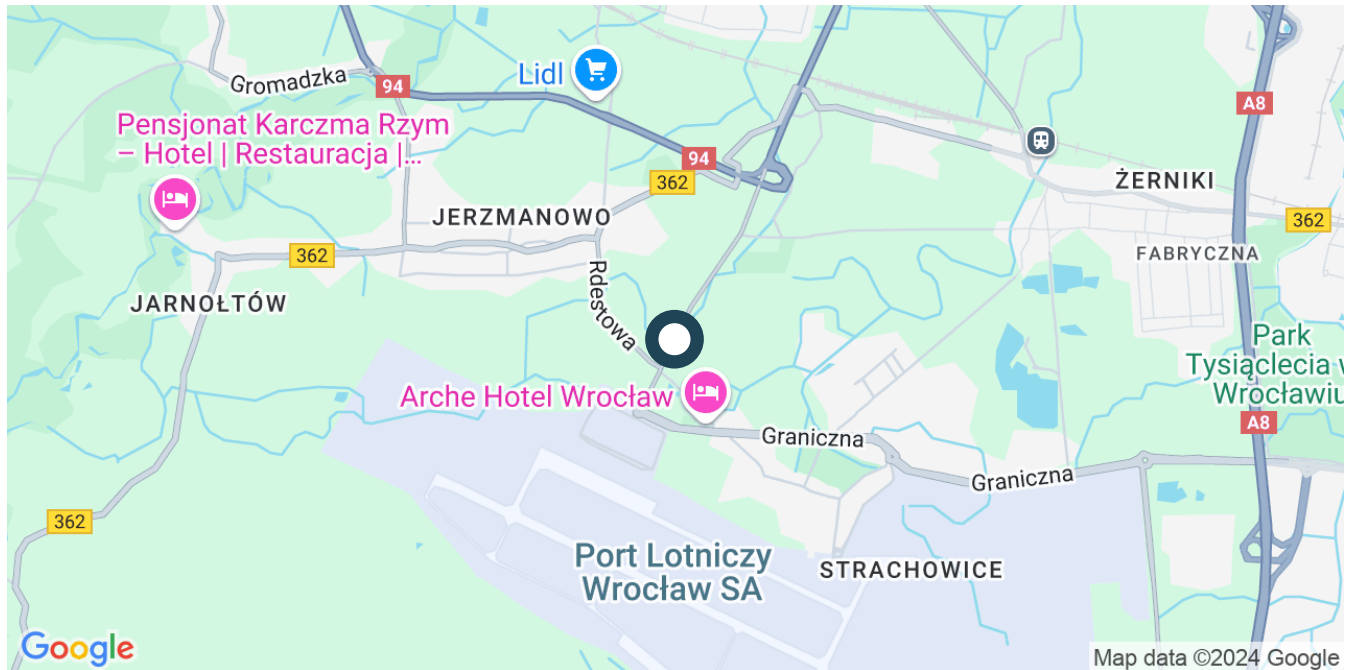 Gromadzka
94
Lidl
A8
Pensjonat Karczma Rzym
– Hotel | Restauracja |...
94
362
ŻERNIKI
JERZMANOWO
362
362
FABRYCZNA
JARNOŁTÓW
Rdestowa
Park
Tysiąclecia w
Wrocławiu
Arche Hotel Wrocław
A8
Graniczna
Graniczna
362
Port Lotniczy
Wrocław SA
STRACHOWICE
Google
Map data ©2024 Google